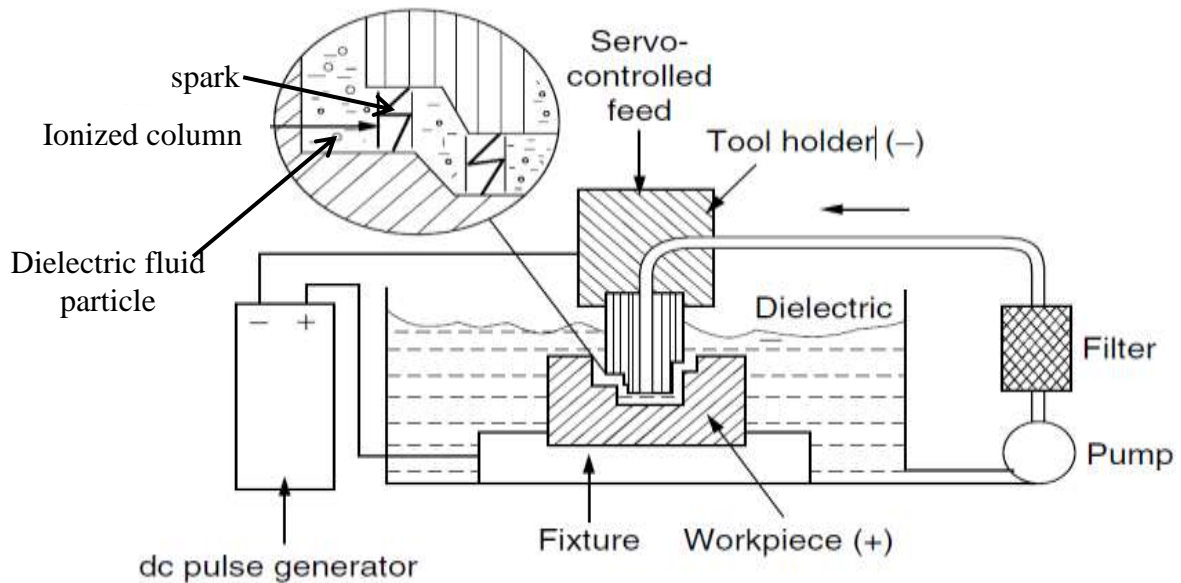 Servo-
controlled
feed
spark
Ionized column
Tool holder (–)
Dielectric fluid
particle
Dielectric
– +
Filter
Pump
Fixture
Workpiece (+)
dc pulse generator